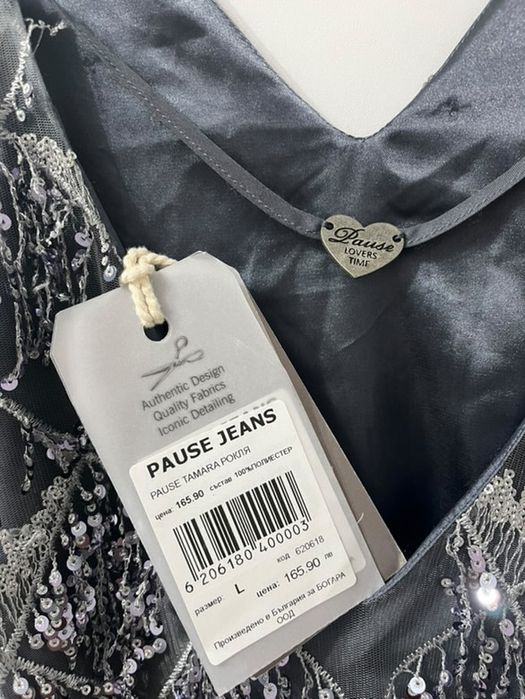 Pause
LOVERS
TIME
Authentic Design
Quality Fabrics
Iconic Detailing
JEANS
PAUSE JEANS
PAUSE TAMARA РОКЛЯ
цена 165.90 състав 100%ПОЛИЕСТЕР
6 206180 400003
код 620618
размер: L цена: 165.90 лв
Произведено в България за БОГАРА
ООД